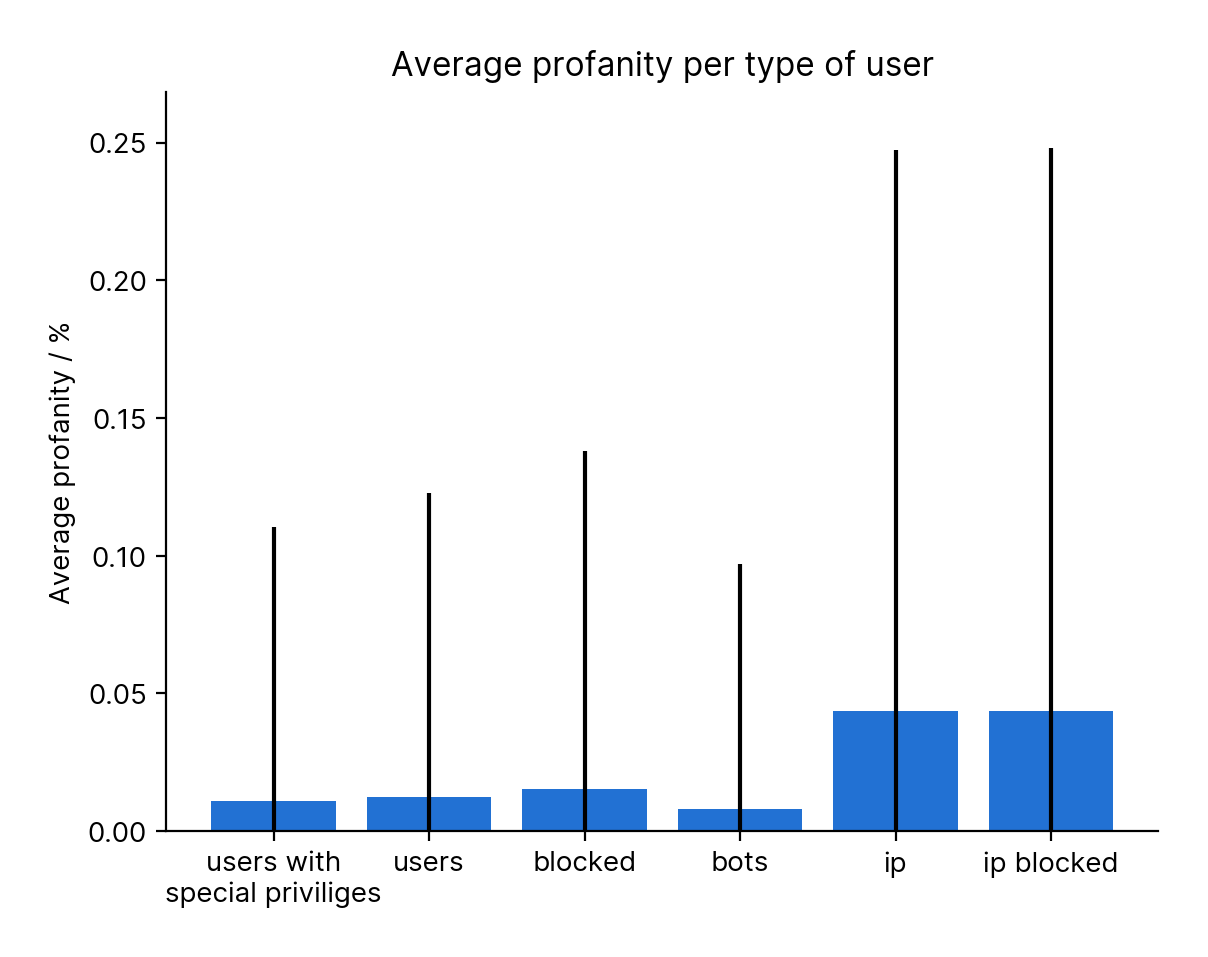 Average profanity per type of user
Average profanity / %
0.25
0.20
0.15
0.10
0.05
0.00
users with
special priviliges
users
blocked
bots
ip
ip blocked